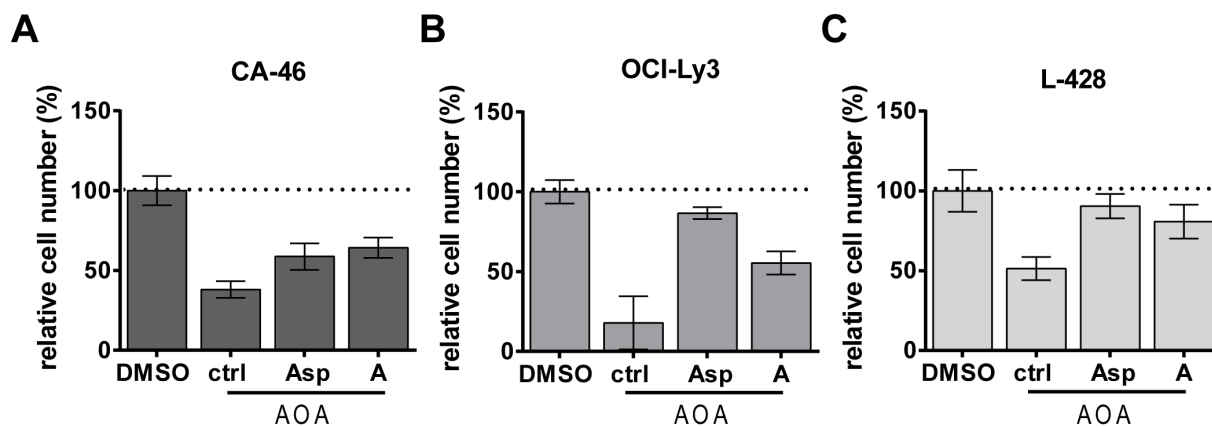 A
CA-46
relative cell number (%)
150
100
50
0
DMSO ctrl Asp A
AOA
B
OCI-Ly3
relative cell number (%)
150
100
50
0
DMSO ctrl Asp A
AOA
C
L-428
relative cell number (%)
150
100
50
0
DMSO ctrl Asp A
AOA